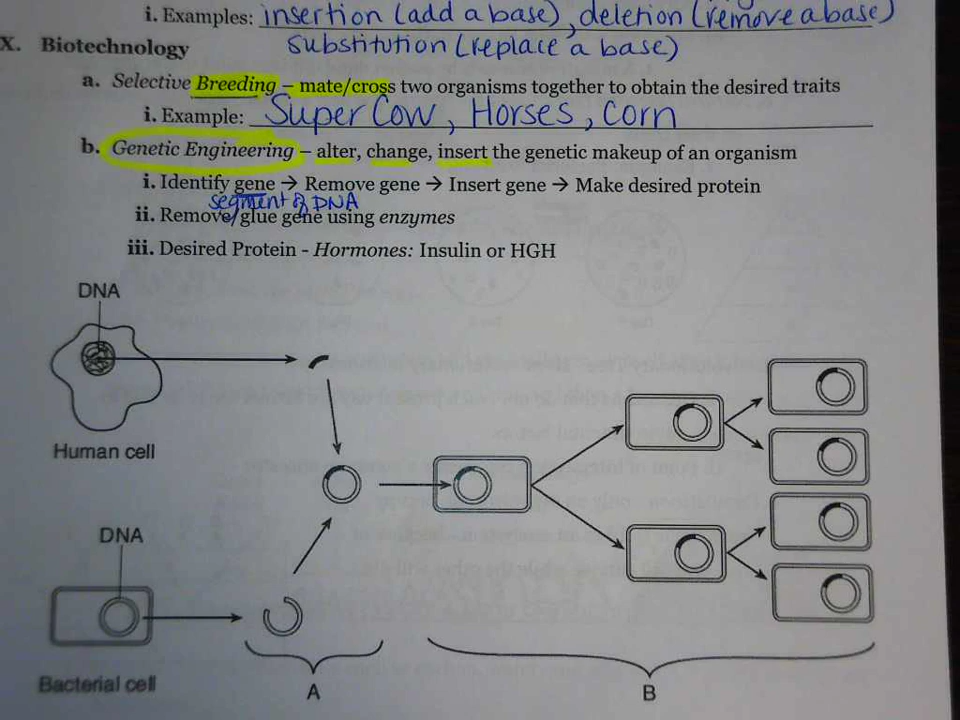 i. Examples: insertion (add a base), deletion (remove a base)
substitution (replace a base)
X. Biotechnology
a. Selective Breeding – mate/cross two organisms together to obtain the desired traits
i. Example: Super Cow, Horses, Corn
b. Genetic Engineering – alter, change, insert the genetic makeup of an organism
i. Identify gene → Remove gene → Insert gene → Make desired protein
segment of DNA
ii. Remove/glue gene using enzymes
iii. Desired Protein - Hormones: Insulin or HGH
DNA
Human cell
DNA
Bacterial cell
A
B